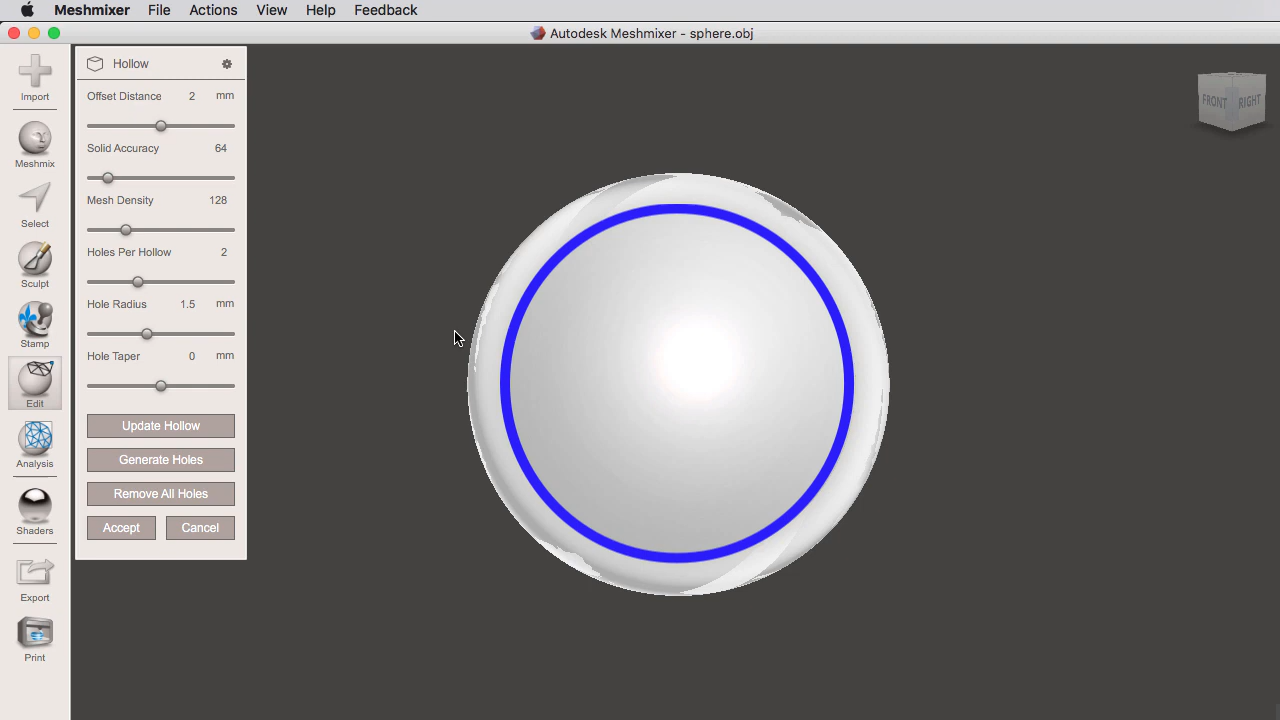 Meshmixer File Actions View Help Feedback
Autodesk Meshmixer - sphere.obj
Import
Meshmix
Select
Sculpt
Stamp
Edit
Analysis
Shaders
Export
Print
Hollow
Offset Distance 2 mm
Solid Accuracy 64
Mesh Density 128
Holes Per Hollow 2
Hole Radius 1.5 mm
Hole Taper 0 mm
Update Hollow
Generate Holes
Remove All Holes
Accept Cancel
FRONT RIGHT